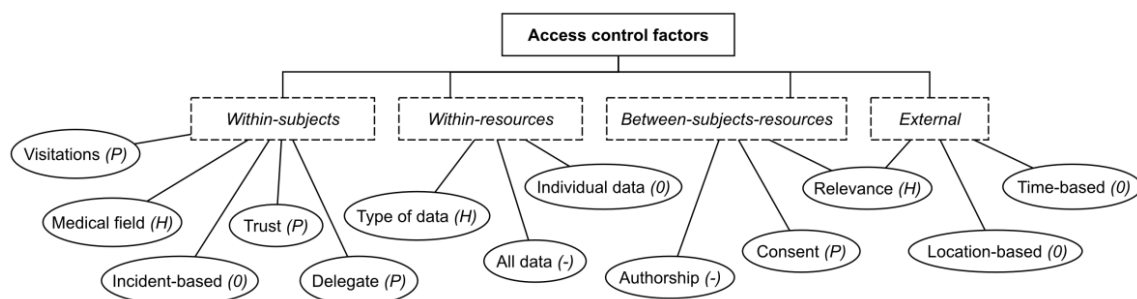 Access control factors
Within-subjects
Within-resources
Between-subjects-resources
External
Visitations (P)
Medical field (H)
Incident-based (0)
Trust (P)
Delegate (P)
Type of data (H)
All data (-)
Individual data (0)
Authorship (-)
Consent (P)
Relevance (H)
Location-based (0)
Time-based (0)